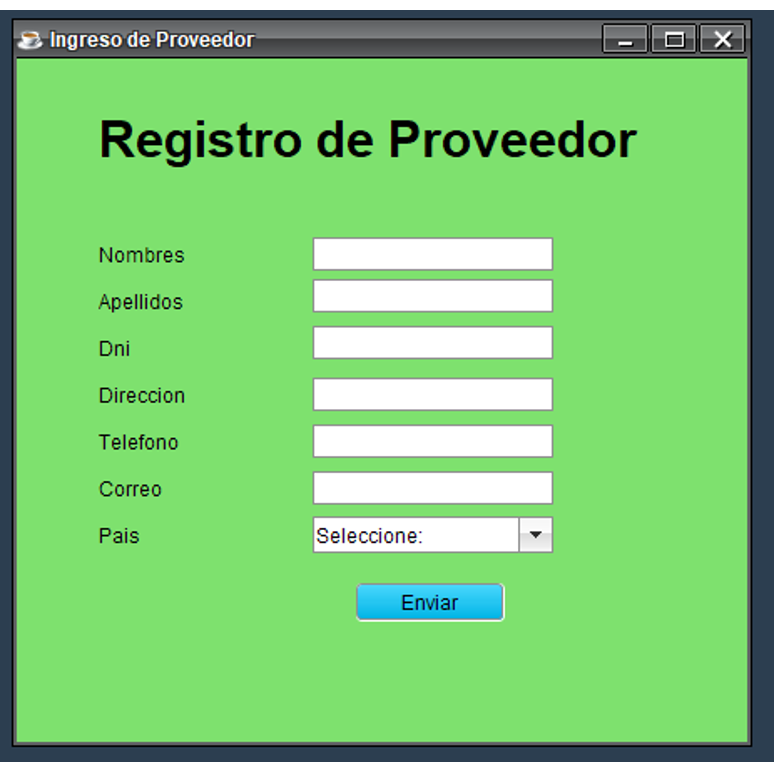 Ingreso de Proveedor
Registro de Proveedor
Nombres
Apellidos
Dni
Direccion
Telefono
Correo
Pais Seleccione:
Enviar